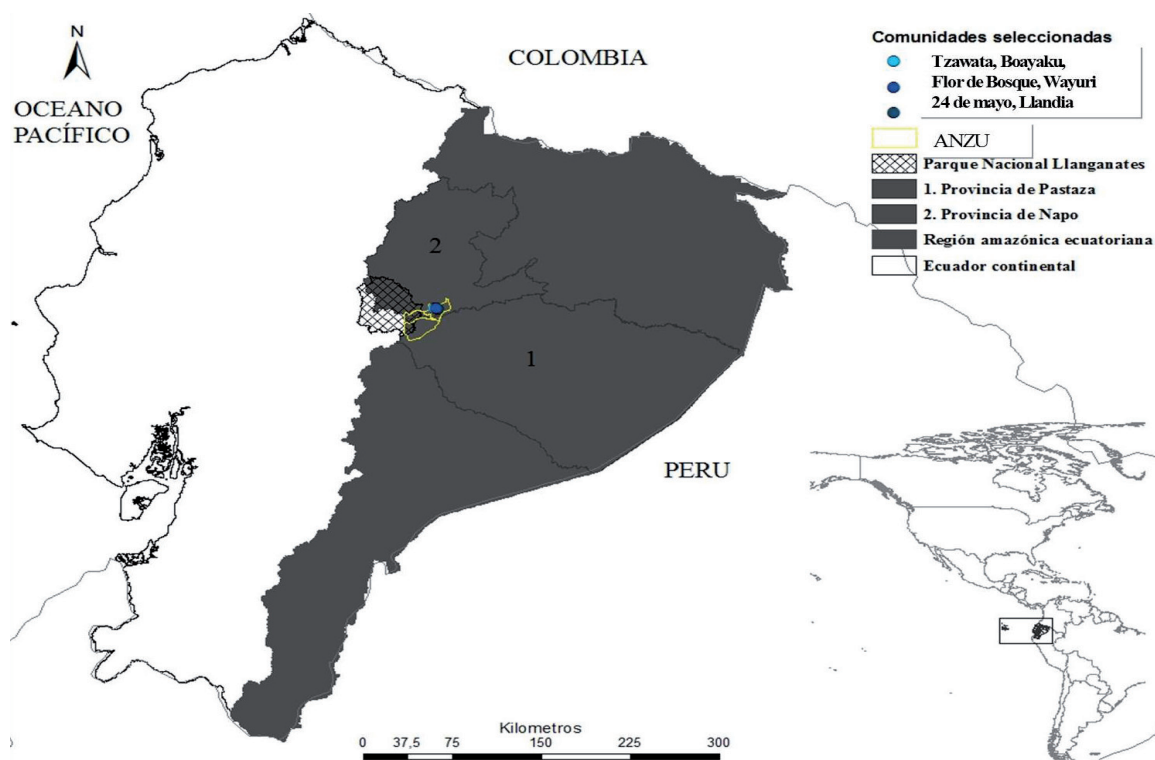 N
OCEANO
PACÍFICO
COLOMBIA
PERU
2
1
Comunidades seleccionadas
Tzawata, Boayaku,
Flor de Bosque, Wayuri
24 de mayo, Llandia
ANZU
Parque Nacional Llanganates
1. Provincia de Pastaza
2. Provincia de Napo
Región amazónica ecuatoriana
Ecuador continental
Kilometros
0 37,5 75 150 225 300